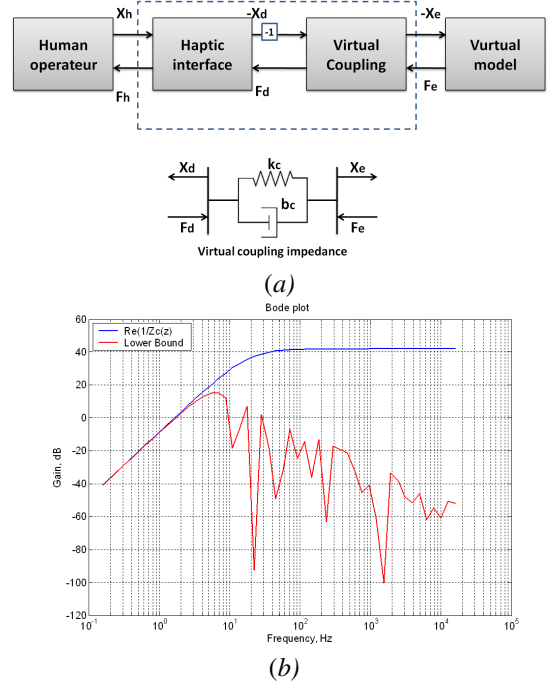 Xh -Xd -Xe
-1
Human operateur
Haptic interface
Virtual Coupling
Vurtual model
Fh Fd Fe
Xd kc Xe
bc
Fd Fe
Virtual coupling impedance
(a)
Bode plot
Re(1/Zc(z)
Lower Bound
Gain, dB
60
40
20
0
-20
-40
-60
-80
-100
-120
10-1 100 101 102 103 104 105
Frequency, Hz
(b)